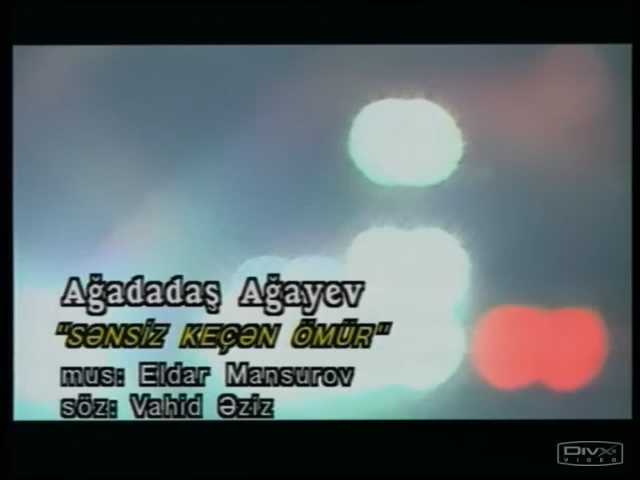 Ağadadaş Ağayev
"SƏNSİZ KEÇƏN ÖMÜR"
mus: Eldar Mansurov
söz: Vahid Əziz
DIVX
VIDEO